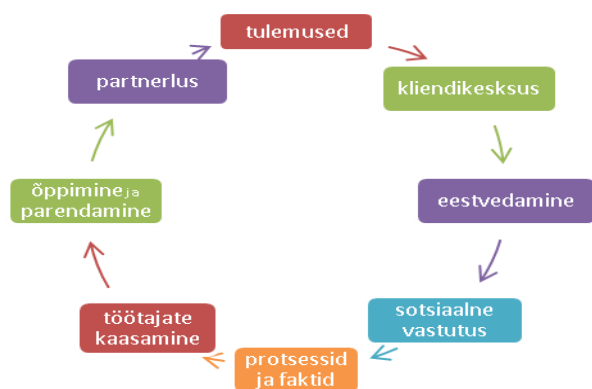 tulemused
kliendikesksus
eestvedamine
sotsiaalne
vastutus
protsessid
ja faktid
töötajate
kaasamine
õppimine ja
parendamine
partnerlus